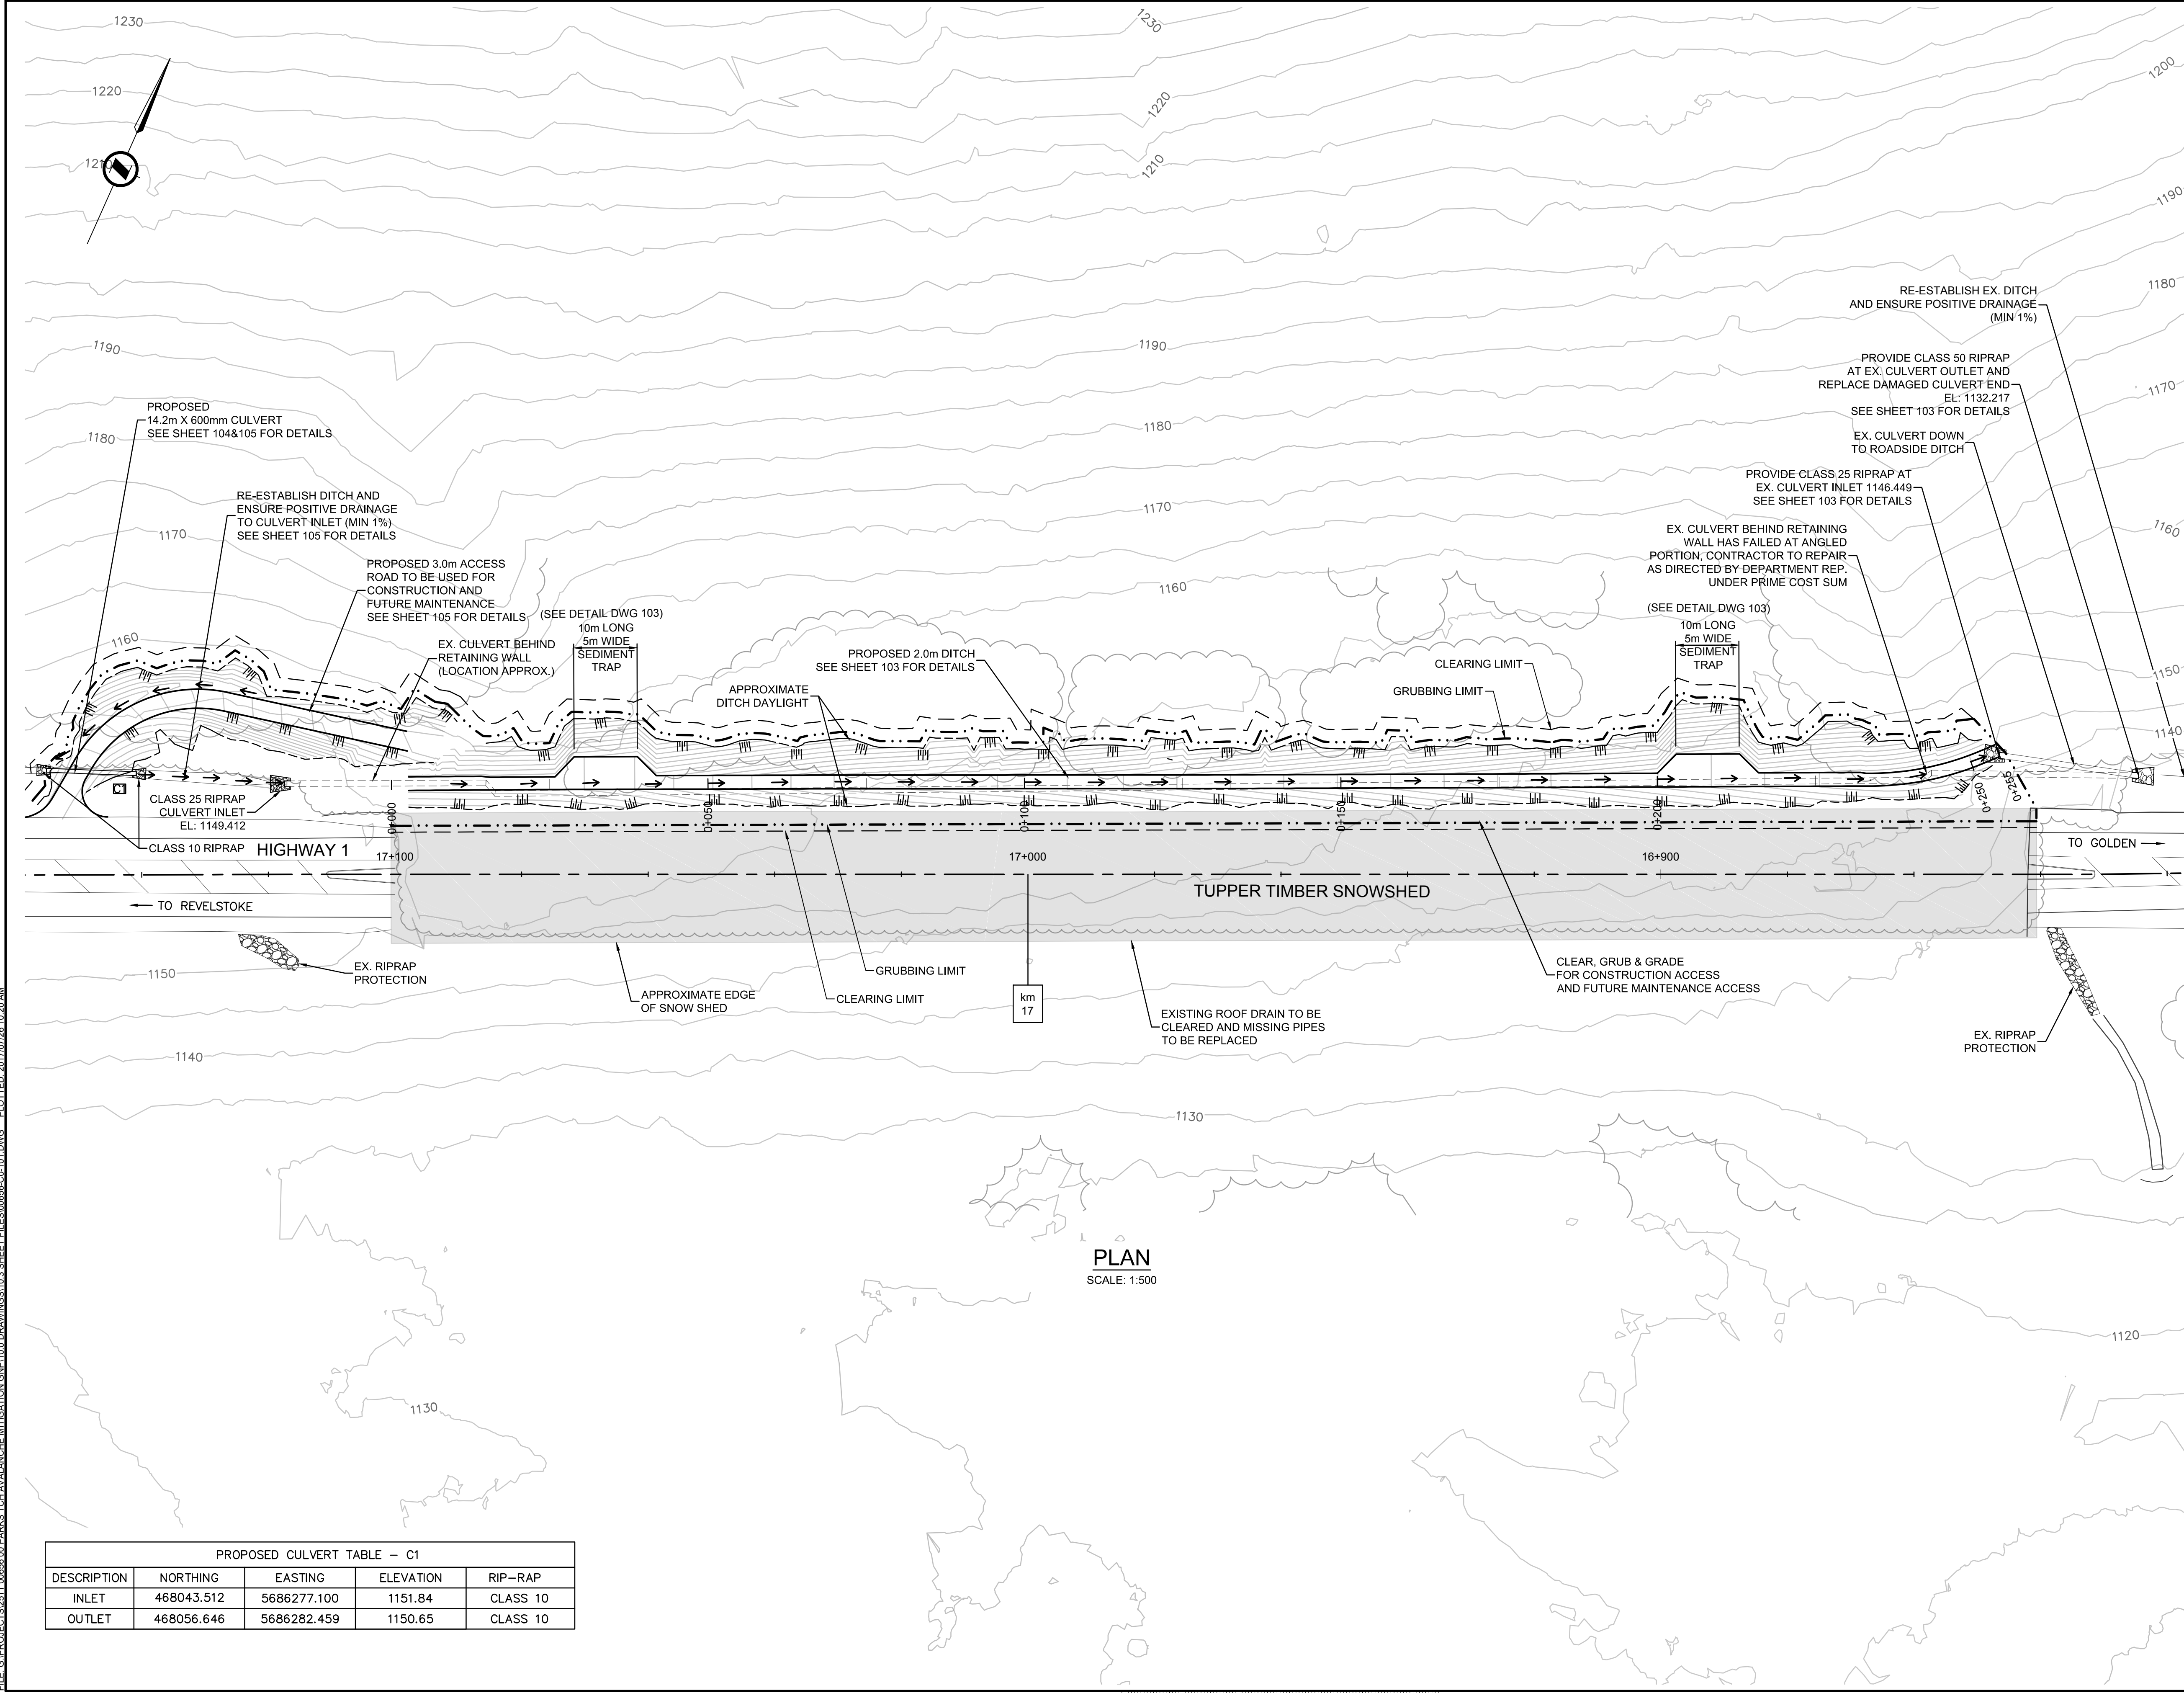 1230
1230
1220
1220
1210
1210
1200
1190
1180
1170
1160
1150
1140
1190
1180
1170
1160
1190
1180
1170
1160
RE-ESTABLISH EX. DITCH
AND ENSURE POSITIVE DRAINAGE
(MIN 1%)
PROVIDE CLASS 50 RIPRAP
AT EX. CULVERT OUTLET AND
REPLACE DAMAGED CULVERT END
EL: 1132.217
SEE SHEET 103 FOR DETAILS
EX. CULVERT DOWN
TO ROADSIDE DITCH
PROVIDE CLASS 25 RIPRAP AT
EX. CULVERT INLET 1146.449
SEE SHEET 103 FOR DETAILS
EX. CULVERT BEHIND RETAINING
WALL HAS FAILED AT ANGLED
PORTION, CONTRACTOR TO REPAIR
AS DIRECTED BY DEPARTMENT REP.
UNDER PRIME COST SUM
(SEE DETAIL DWG 103)
10m LONG
5m WIDE
SEDIMENT
TRAP
PROPOSED
14.2m X 600mm CULVERT
SEE SHEET 104&105 FOR DETAILS
RE-ESTABLISH DITCH AND
ENSURE POSITIVE DRAINAGE
TO CULVERT INLET (MIN 1%)
SEE SHEET 105 FOR DETAILS
PROPOSED 3.0m ACCESS
ROAD TO BE USED FOR
CONSTRUCTION AND
FUTURE MAINTENANCE
SEE SHEET 105 FOR DETAILS
(SEE DETAIL DWG 103)
10m LONG
5m WIDE
SEDIMENT
TRAP
EX. CULVERT BEHIND
RETAINING WALL
(LOCATION APPROX.)
PROPOSED 2.0m DITCH
SEE SHEET 103 FOR DETAILS
APPROXIMATE
DITCH DAYLIGHT
CLEARING LIMIT
GRUBBING LIMIT
CLASS 25 RIPRAP
CULVERT INLET
EL: 1149.412
CLASS 10 RIPRAP
HIGHWAY 1
0+000
0+050
0+100
0+150
0+200
0+250
0+255
17+100
17+000
16+900
TO GOLDEN
TUPPER TIMBER SNOWSHED
TO REVELSTOKE
EX. RIPRAP
PROTECTION
APPROXIMATE EDGE
OF SNOW SHED
CLEARING LIMIT
GRUBBING LIMIT
km
17
EXISTING ROOF DRAIN TO BE
CLEARED AND MISSING PIPES
TO BE REPLACED
CLEAR, GRUB & GRADE
FOR CONSTRUCTION ACCESS
AND FUTURE MAINTENANCE ACCESS
EX. RIPRAP
PROTECTION
1150
1140
1130
1130
1120
PLAN
SCALE: 1:500
PROPOSED CULVERT TABLE – C1
DESCRIPTION NORTHING EASTING ELEVATION RIP–RAP
INLET 468043.512 5686277.100 1151.84 CLASS 10
OUTLET 468056.646 5686282.459 1150.65 CLASS 10